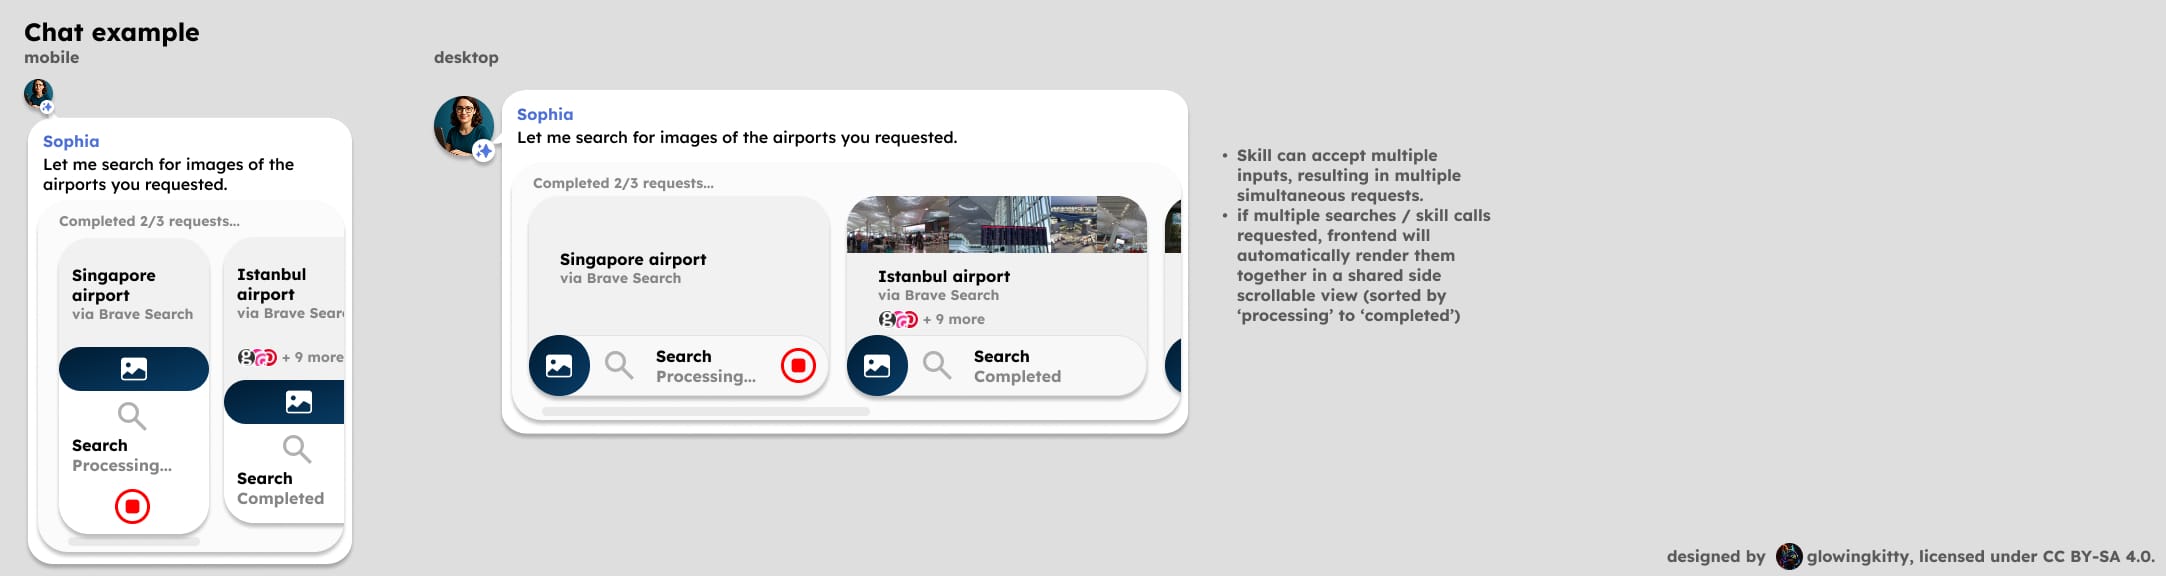 Chat example
mobile
Sophia
Let me search for images of the
airports you requested.
Completed 2/3 requests...
Singapore
airport
via Brave Search
Search
Processing...
Istanbul
airport
via Brave Sear
+ 9 more
Search
Completed
desktop
Sophia
Let me search for images of the airports you requested.
Completed 2/3 requests...
Singapore airport
via Brave Search
Search
Processing...
Istanbul airport
via Brave Search
+ 9 more
Search
Completed
• Skill can accept multiple
inputs, resulting in multiple
simultaneous requests.
• if multiple searches / skill calls
requested, frontend will
automatically render them
together in a shared side
scrollable view (sorted by
‘processing’ to ‘completed’)
designed by glowingkitty, licensed under CC BY-SA 4.0.